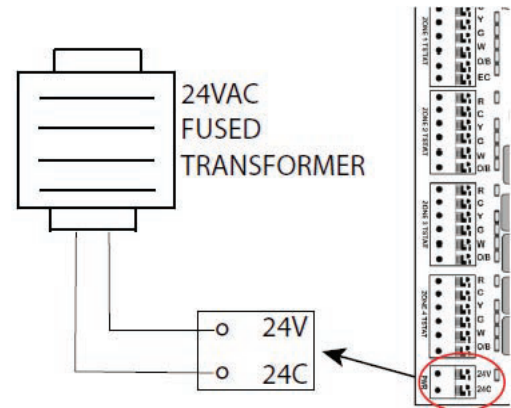 24VAC
FUSED
TRANSFORMER
24V
24C
ZONE 1 TSTAT
C
Y
G
W
O/B
EC
ZONE 2 TSTAT
R
C
Y
G
W
O/B
ZONE 3 TSTAT
R
C
Y
G
W
O/B
ZONE 4 TSTAT
R
C
Y
G
W
O/B
PWR
24V
24C